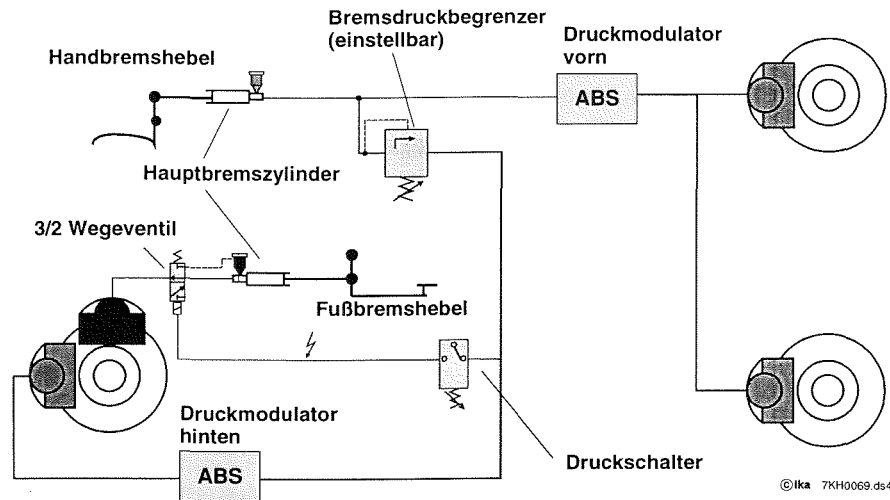 Bremsdruckbegrenzer
(einstellbar)
Druckmodulator
vorn
Handbremshebel
ABS
Hauptbremszylinder
3/2 Wegeventil
Fußbremshebel
Druckmodulator
hinten
ABS
Druckschalter
©ika 7KH0069.ds4